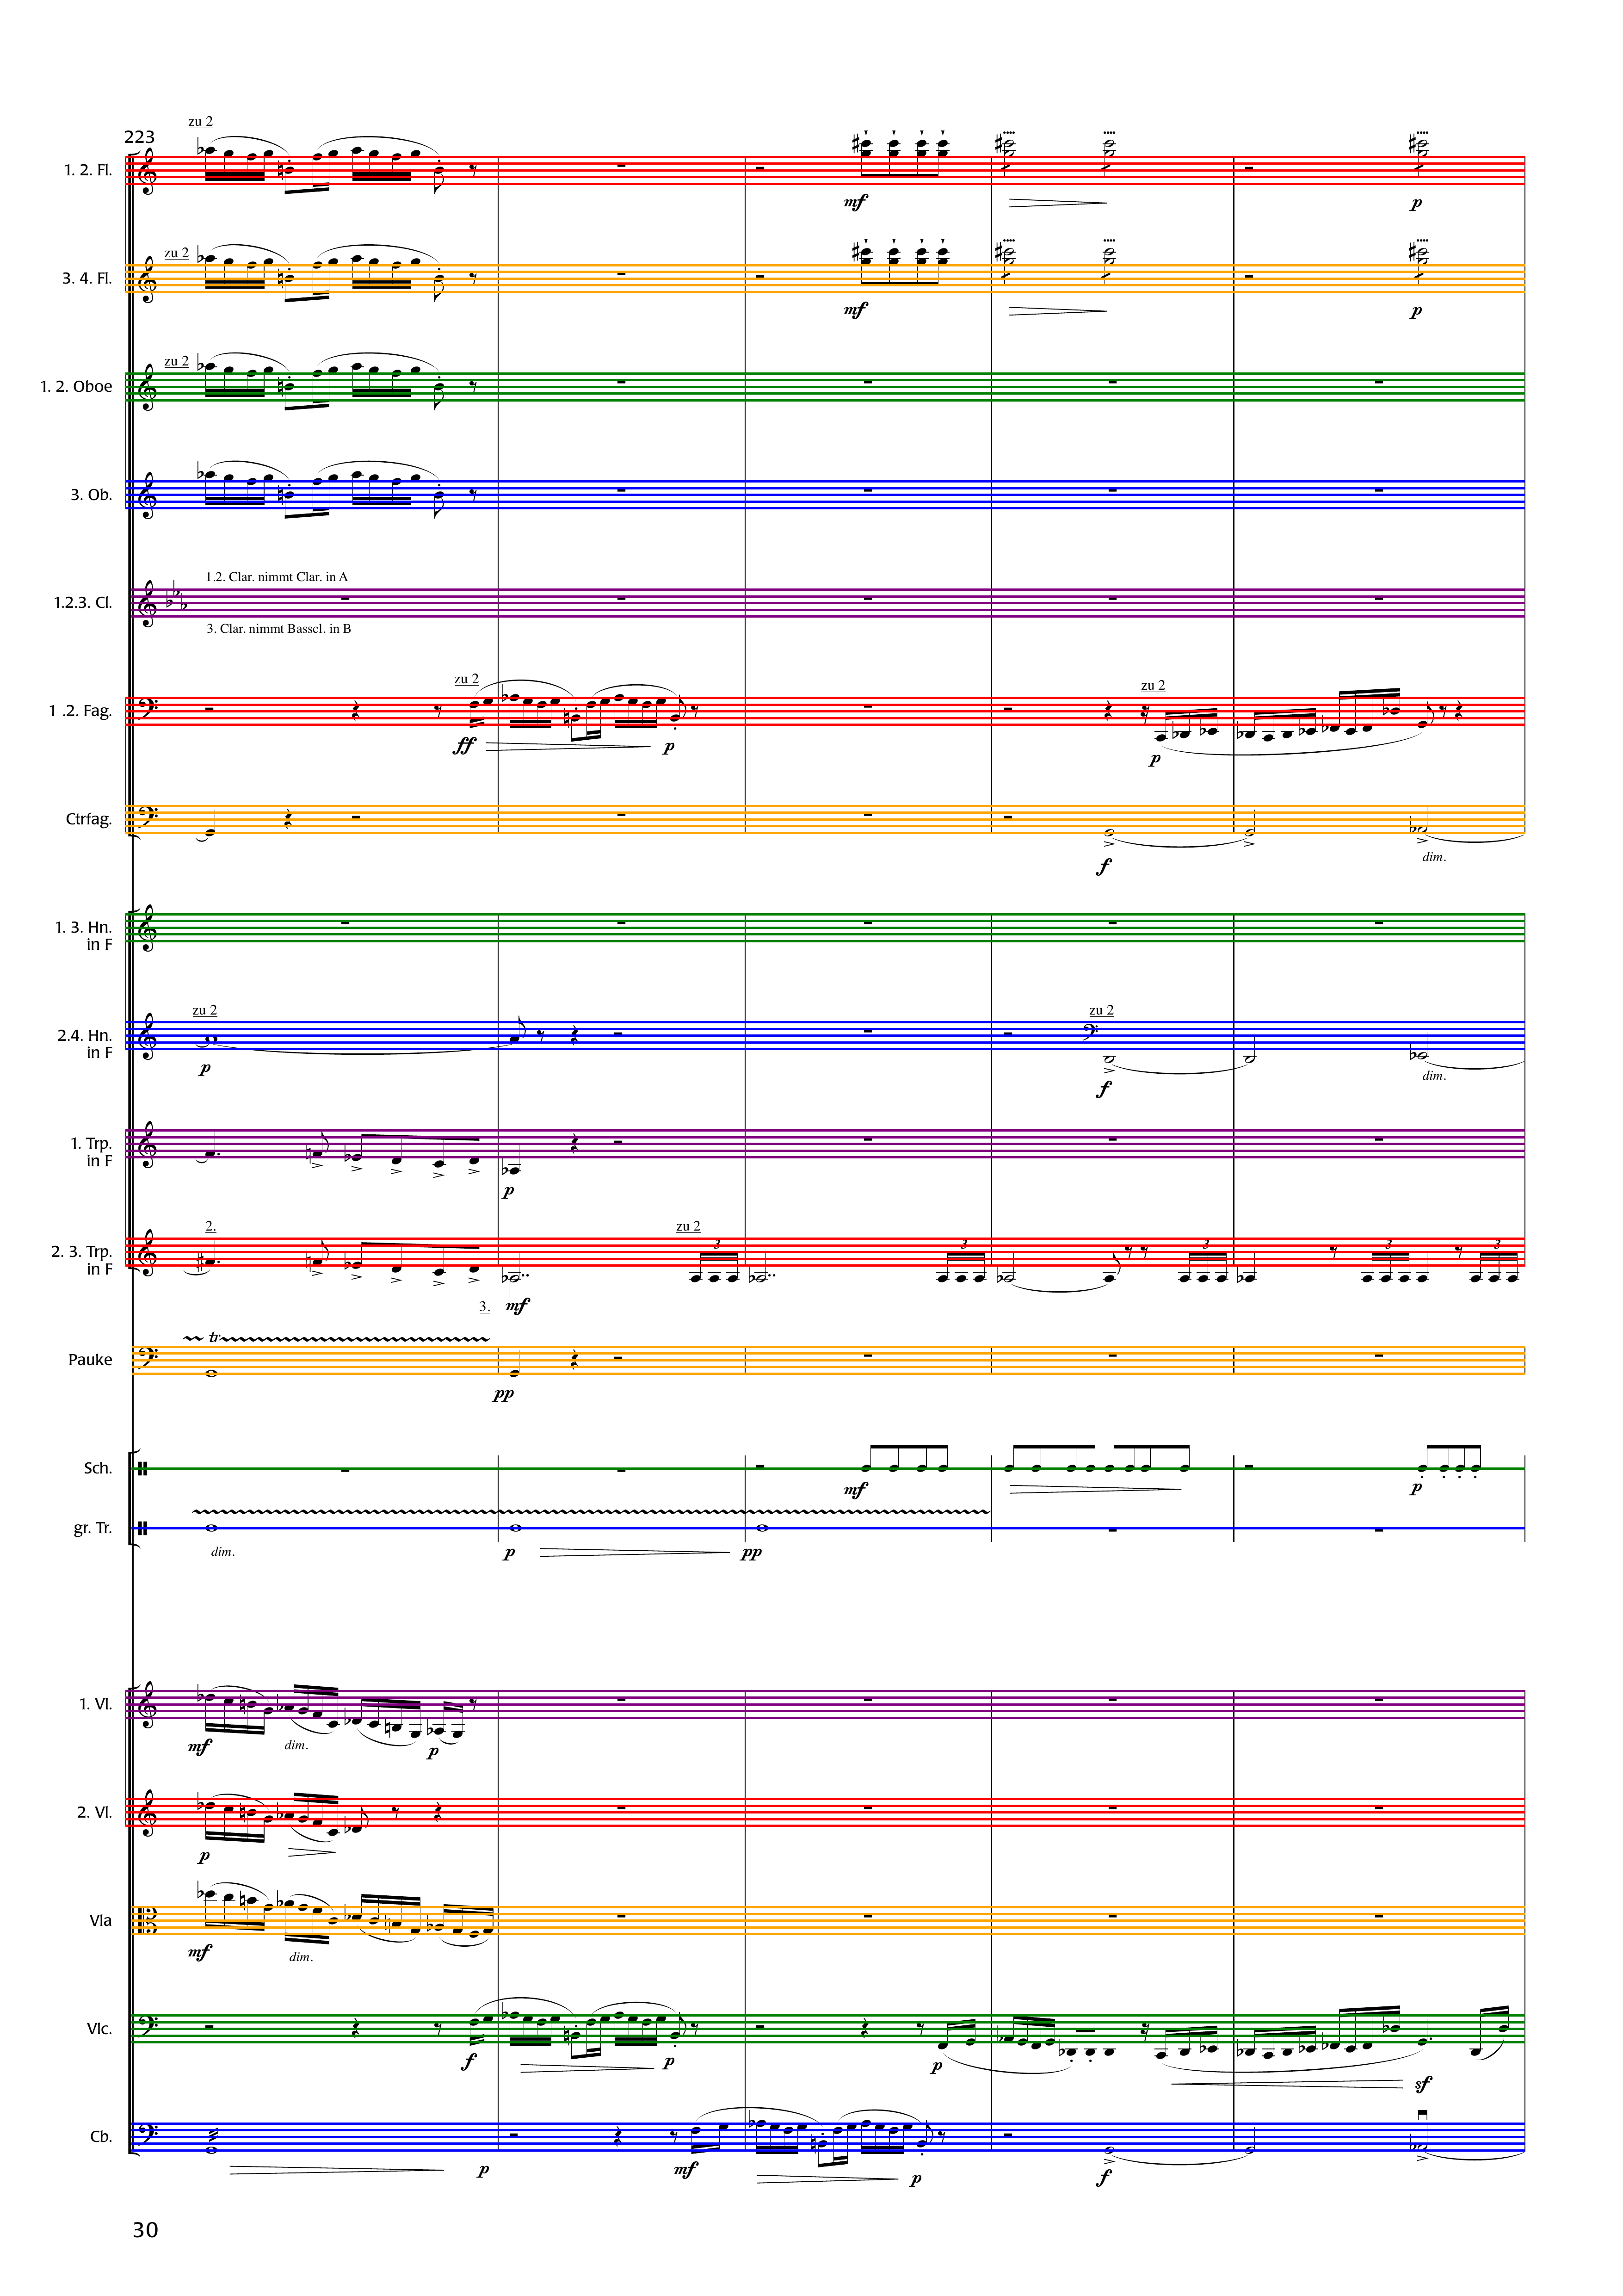 zu 2
223
1. 2. Fl.
mf
p
zu 2
3. 4. Fl.
mf
p
zu 2
1. 2. Oboe
3. Ob.
1.2. Clar. nimmt Clar. in A
1.2.3. Cl.
3. Clar. nimmt Basscl. in B
zu 2
zu 2
1 .2. Fag.
ff
p
p
Ctrfag.
f
dim.
1. 3. Hn.
in F
zu 2
zu 2
2.4. Hn.
in F
p
f
dim.
1. Trp.
in F
p
2.
zu 2
3
3
3
3
3
2. 3. Trp.
in F
3.
mf
tr
Pauke
pp
Sch.
mf
p
gr. Tr.
dim.
p
pp
1. Vl.
mf
dim.
p
2. Vl.
p
Vla
mf
dim.
Vlc.
f
p
p
sf
Cb.
p
mf
p
f
30